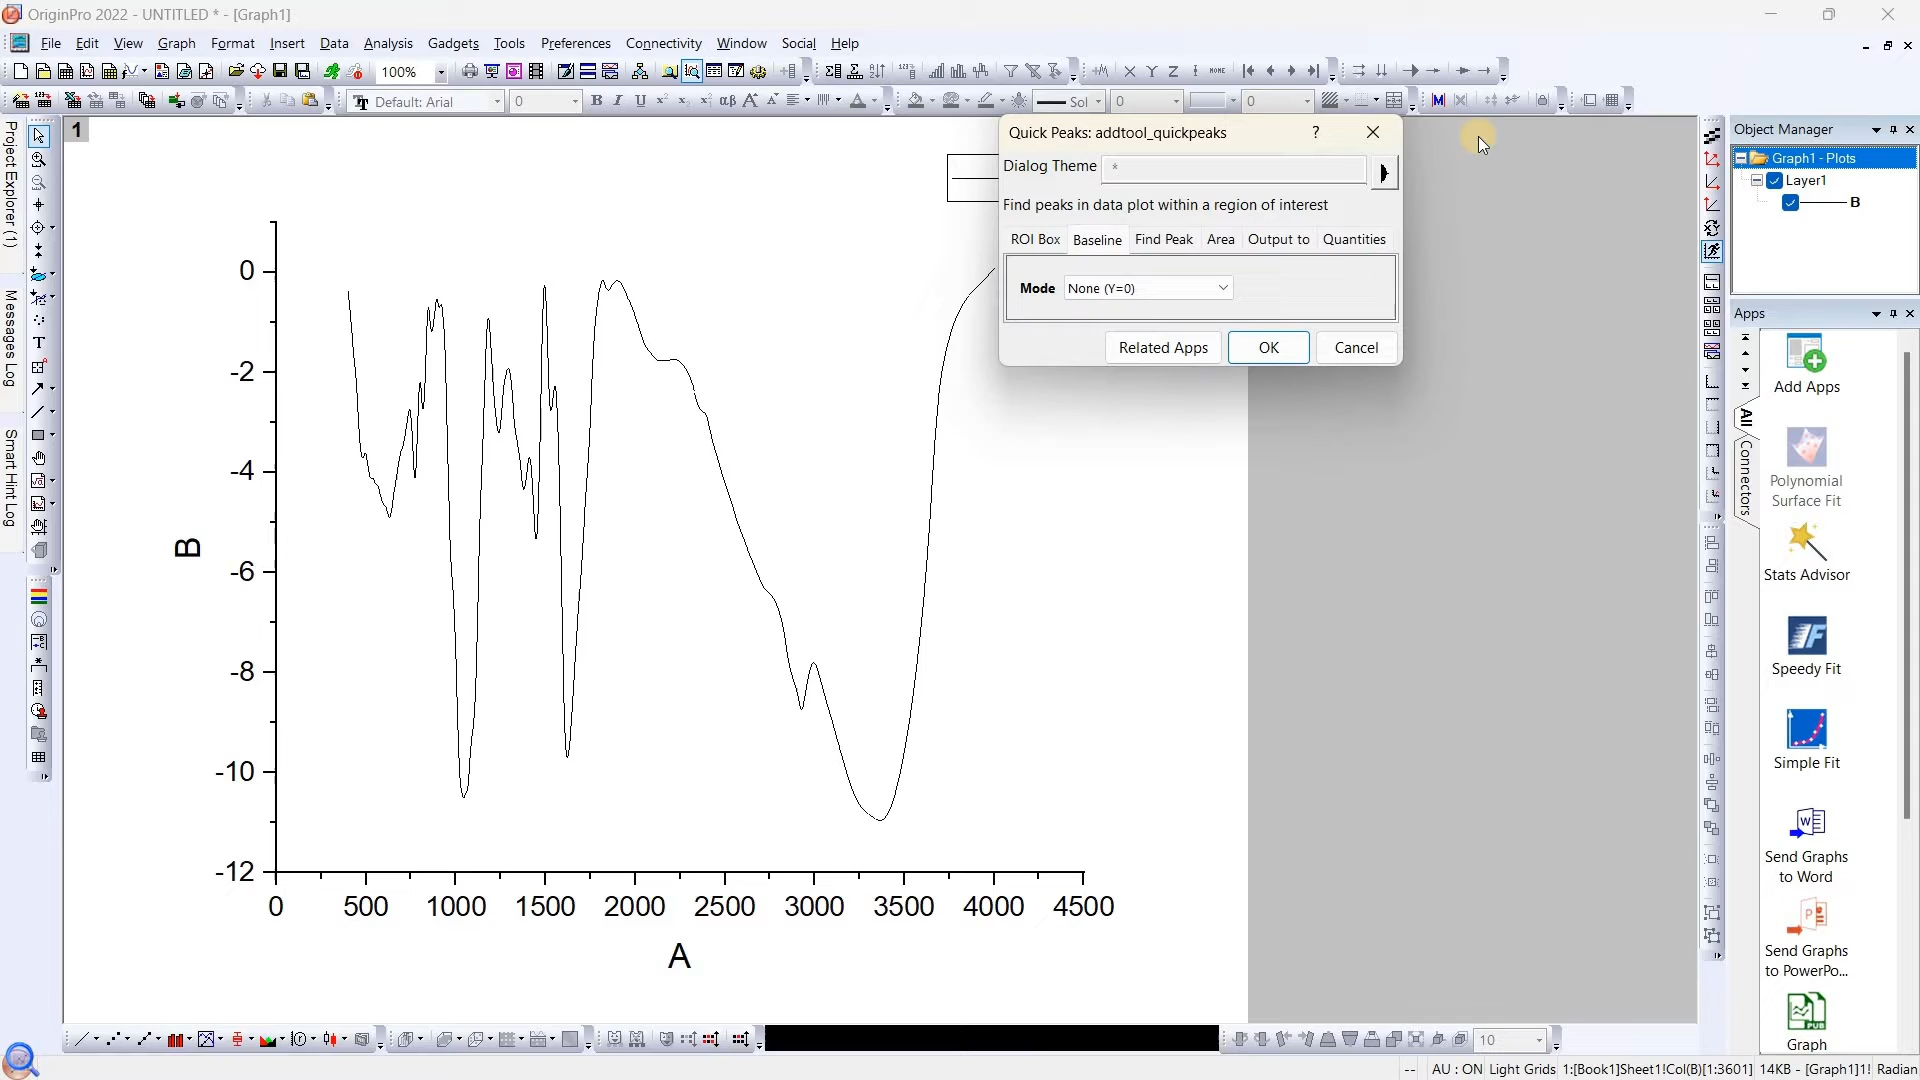 OriginPro 2022 - UNTITLED * - [Graph1]
File Edit View Graph Format Insert Data Analysis Gadgets Tools Preferences Connectivity Window Social Help
100%
Default: Arial 0 B I U Sol 0 0
1
Project Explorer (1)
Messages Log
Smart Hint Log
Quick Peaks: addtool_quickpeaks ?
Dialog Theme *
Find peaks in data plot within a region of interest
ROI Box Baseline Find Peak Area Output to Quantities
Mode None (Y=0)
Related Apps OK Cancel
0
-2
-4
-6
-8
-10
-12
B
0 500 1000 1500 2000 2500 3000 3500 4000 4500
A
Object Manager
Graph1 - Plots
Layer1
B
Apps
All
Connectors
Add Apps
Polynomial
Surface Fit
Stats Advisor
Speedy Fit
Simple Fit
Send Graphs
to Word
Send Graphs
to PowerPo...
Graph
10
-- AU : ON Light Grids 1:[Book1]Sheet1!Col(B)[1:3601] 14KB - [Graph1]1! Radian